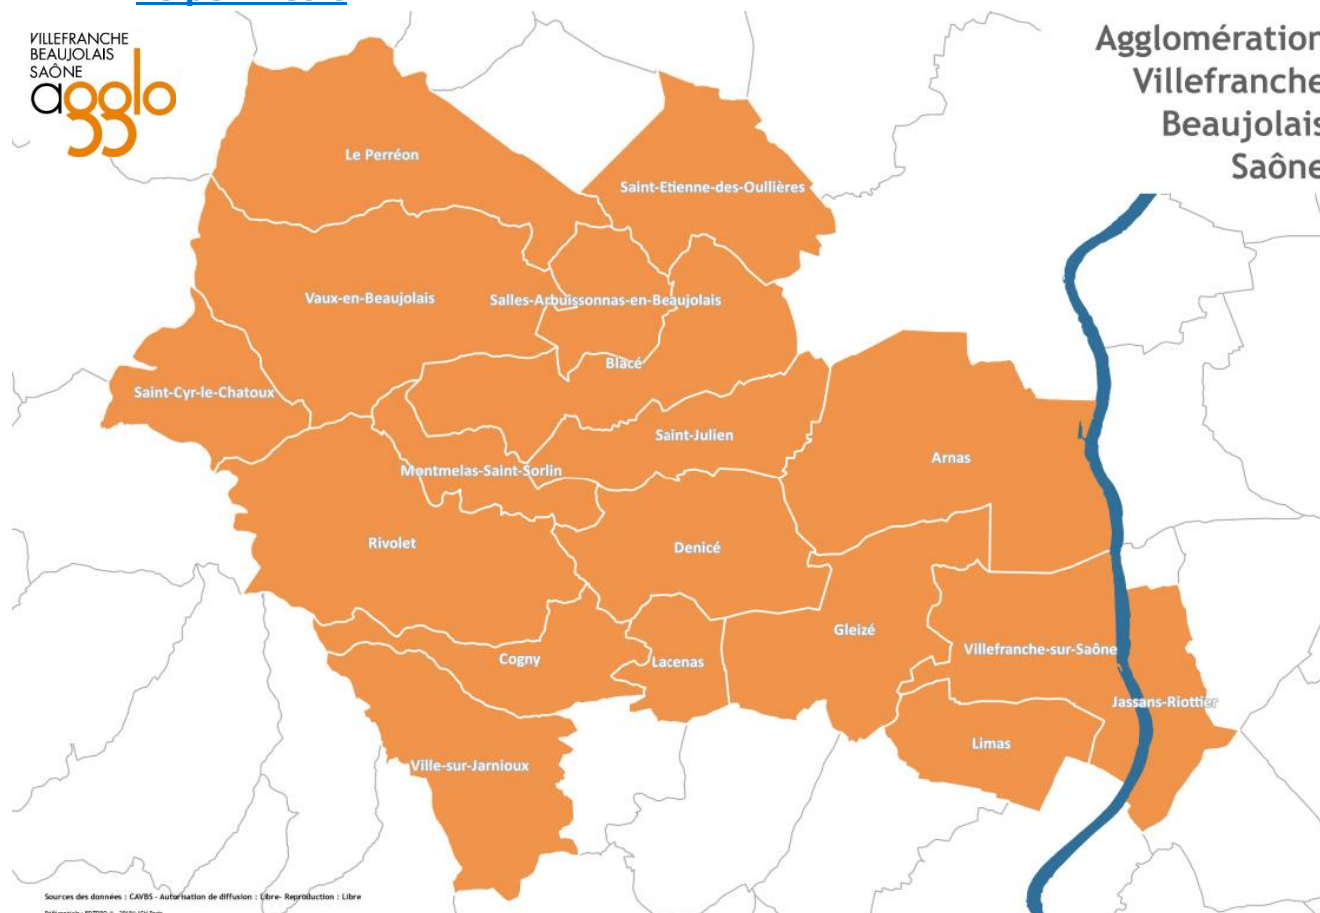 VILLEFRANCHE
BEAUJOLAIS
SAÔNE
agglo
Agglomération
Villefranche
Beaujolais
Saône
Le Perréon
Saint-Etienne-des-Oullières
Vaux-en-Beaujolais
Salles-Arbuissonnas-en-Beaujolais
Blacé
Saint-Cyr-le-Chatoux
Saint-Julien
Arnas
Montmelas-Saint-Sorlin
Rivolet
Denicé
Gleizé
Cogny
Lacenas
Villefranche-sur-Saône
Jassans-Riottier
Limas
Ville-sur-Jarnioux
Sources des données : CAVBS - Autorisation de diffusion : Libre- Reproduction : Libre